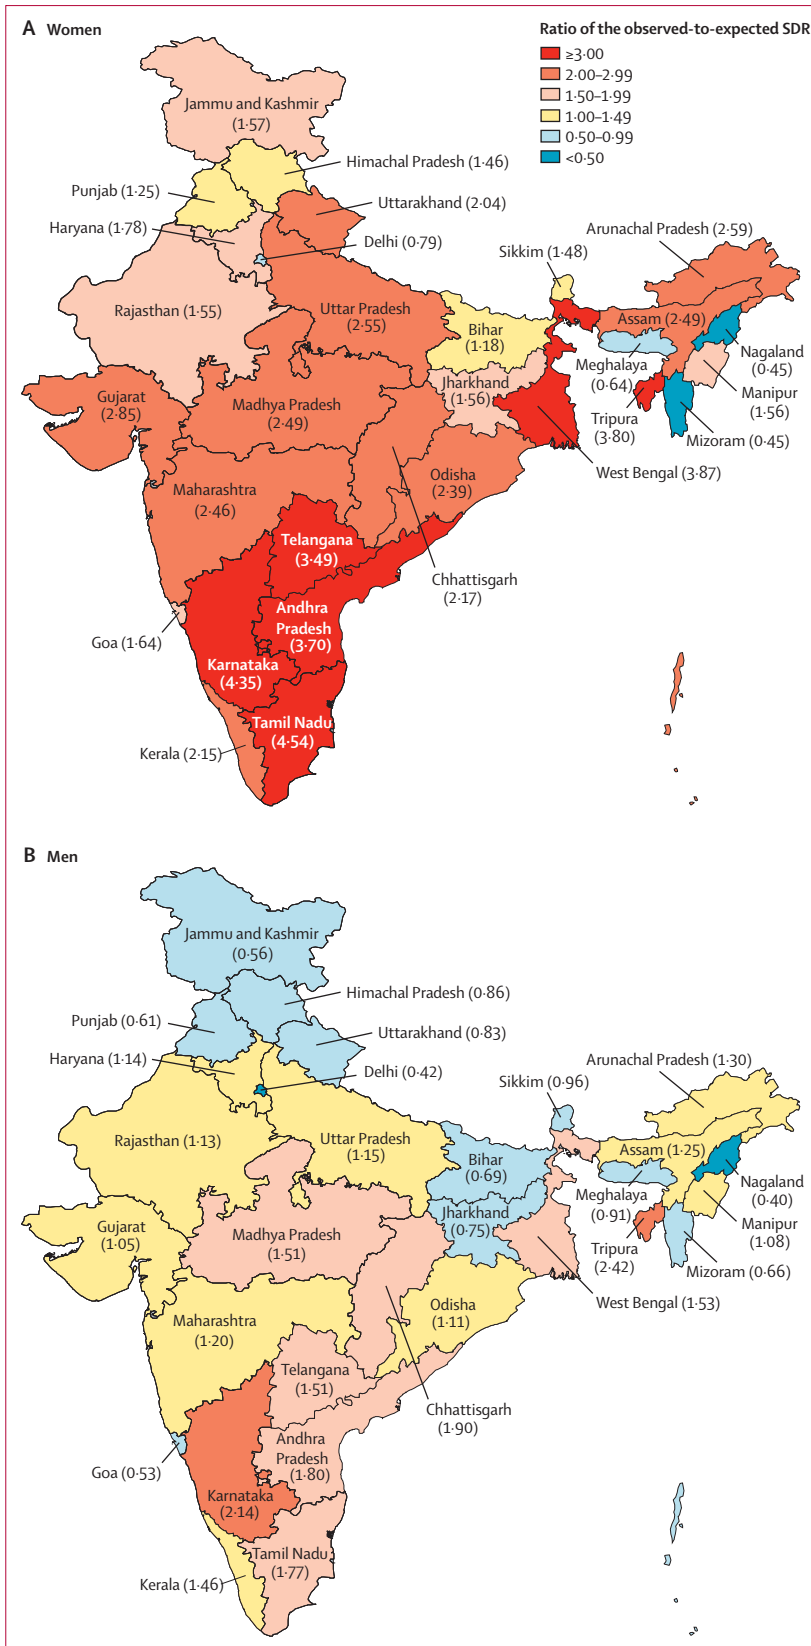 A Women
Ratio of the observed-to-expected SDR
≥3·00
2·00–2·99
1·50–1·99
1·00–1·49
0·50–0·99
<0·50
Jammu and Kashmir
(1·57)
Himachal Pradesh (1·46)
Punjab (1·25)
Uttarakhand (2·04)
Haryana (1·78)
Delhi (0·79)
Arunachal Pradesh (2·59)
Sikkim (1·48)
Rajasthan (1·55)
Uttar Pradesh
(2·55)
Bihar
(1·18)
Assam (2·49)
Nagaland
(0·45)
Meghalaya
(0·64)
Jharkhand
(1·56)
Manipur
(1·56)
Gujarat
(2·85)
Madhya Pradesh
(2·49)
Tripura
(3·80)
Mizoram (0·45)
West Bengal (3·87)
Odisha
(2·39)
Maharashtra
(2·46)
Telangana
(3·49)
Chhattisgarh
(2·17)
Andhra
Pradesh
(3·70)
Goa (1·64)
Karnataka
(4·35)
Tamil Nadu
(4·54)
Kerala (2·15)
B Men
Jammu and Kashmir
(0·56)
Himachal Pradesh (0·86)
Punjab (0·61)
Uttarakhand (0·83)
Haryana (1·14)
Delhi (0·42)
Arunachal Pradesh (1·30)
Sikkim (0·96)
Rajasthan (1·13)
Uttar Pradesh
(1·15)
Bihar
(0·69)
Assam (1·25)
Nagaland
(0·40)
Meghalaya
(0·91)
Jharkhand
(0·75)
Manipur
(1·08)
Gujarat
(1·05)
Madhya Pradesh
(1·51)
Tripura
(2·42)
Mizoram (0·66)
West Bengal (1·53)
Odisha
(1·11)
Maharashtra
(1·20)
Telangana
(1·51)
Chhattisgarh
(1·90)
Andhra
Pradesh
(1·80)
Goa (0·53)
Karnataka
(2·14)
Tamil Nadu
(1·77)
Kerala (1·46)